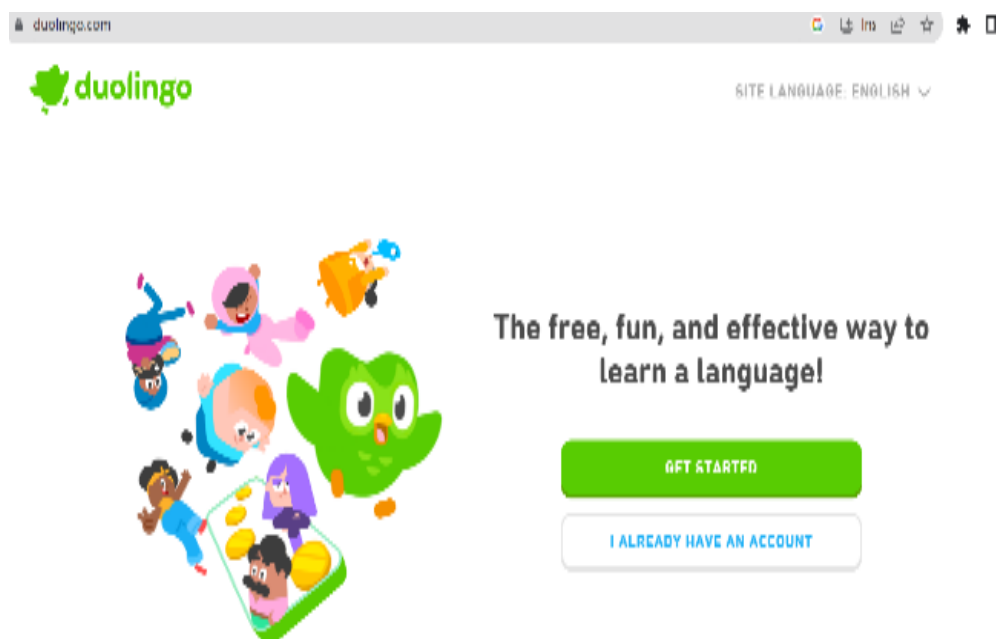 duolingo.com
duolingo
SITE LANGUAGE: ENGLISH
The free, fun, and effective way to
learn a language!
GET STARTED
I ALREADY HAVE AN ACCOUNT